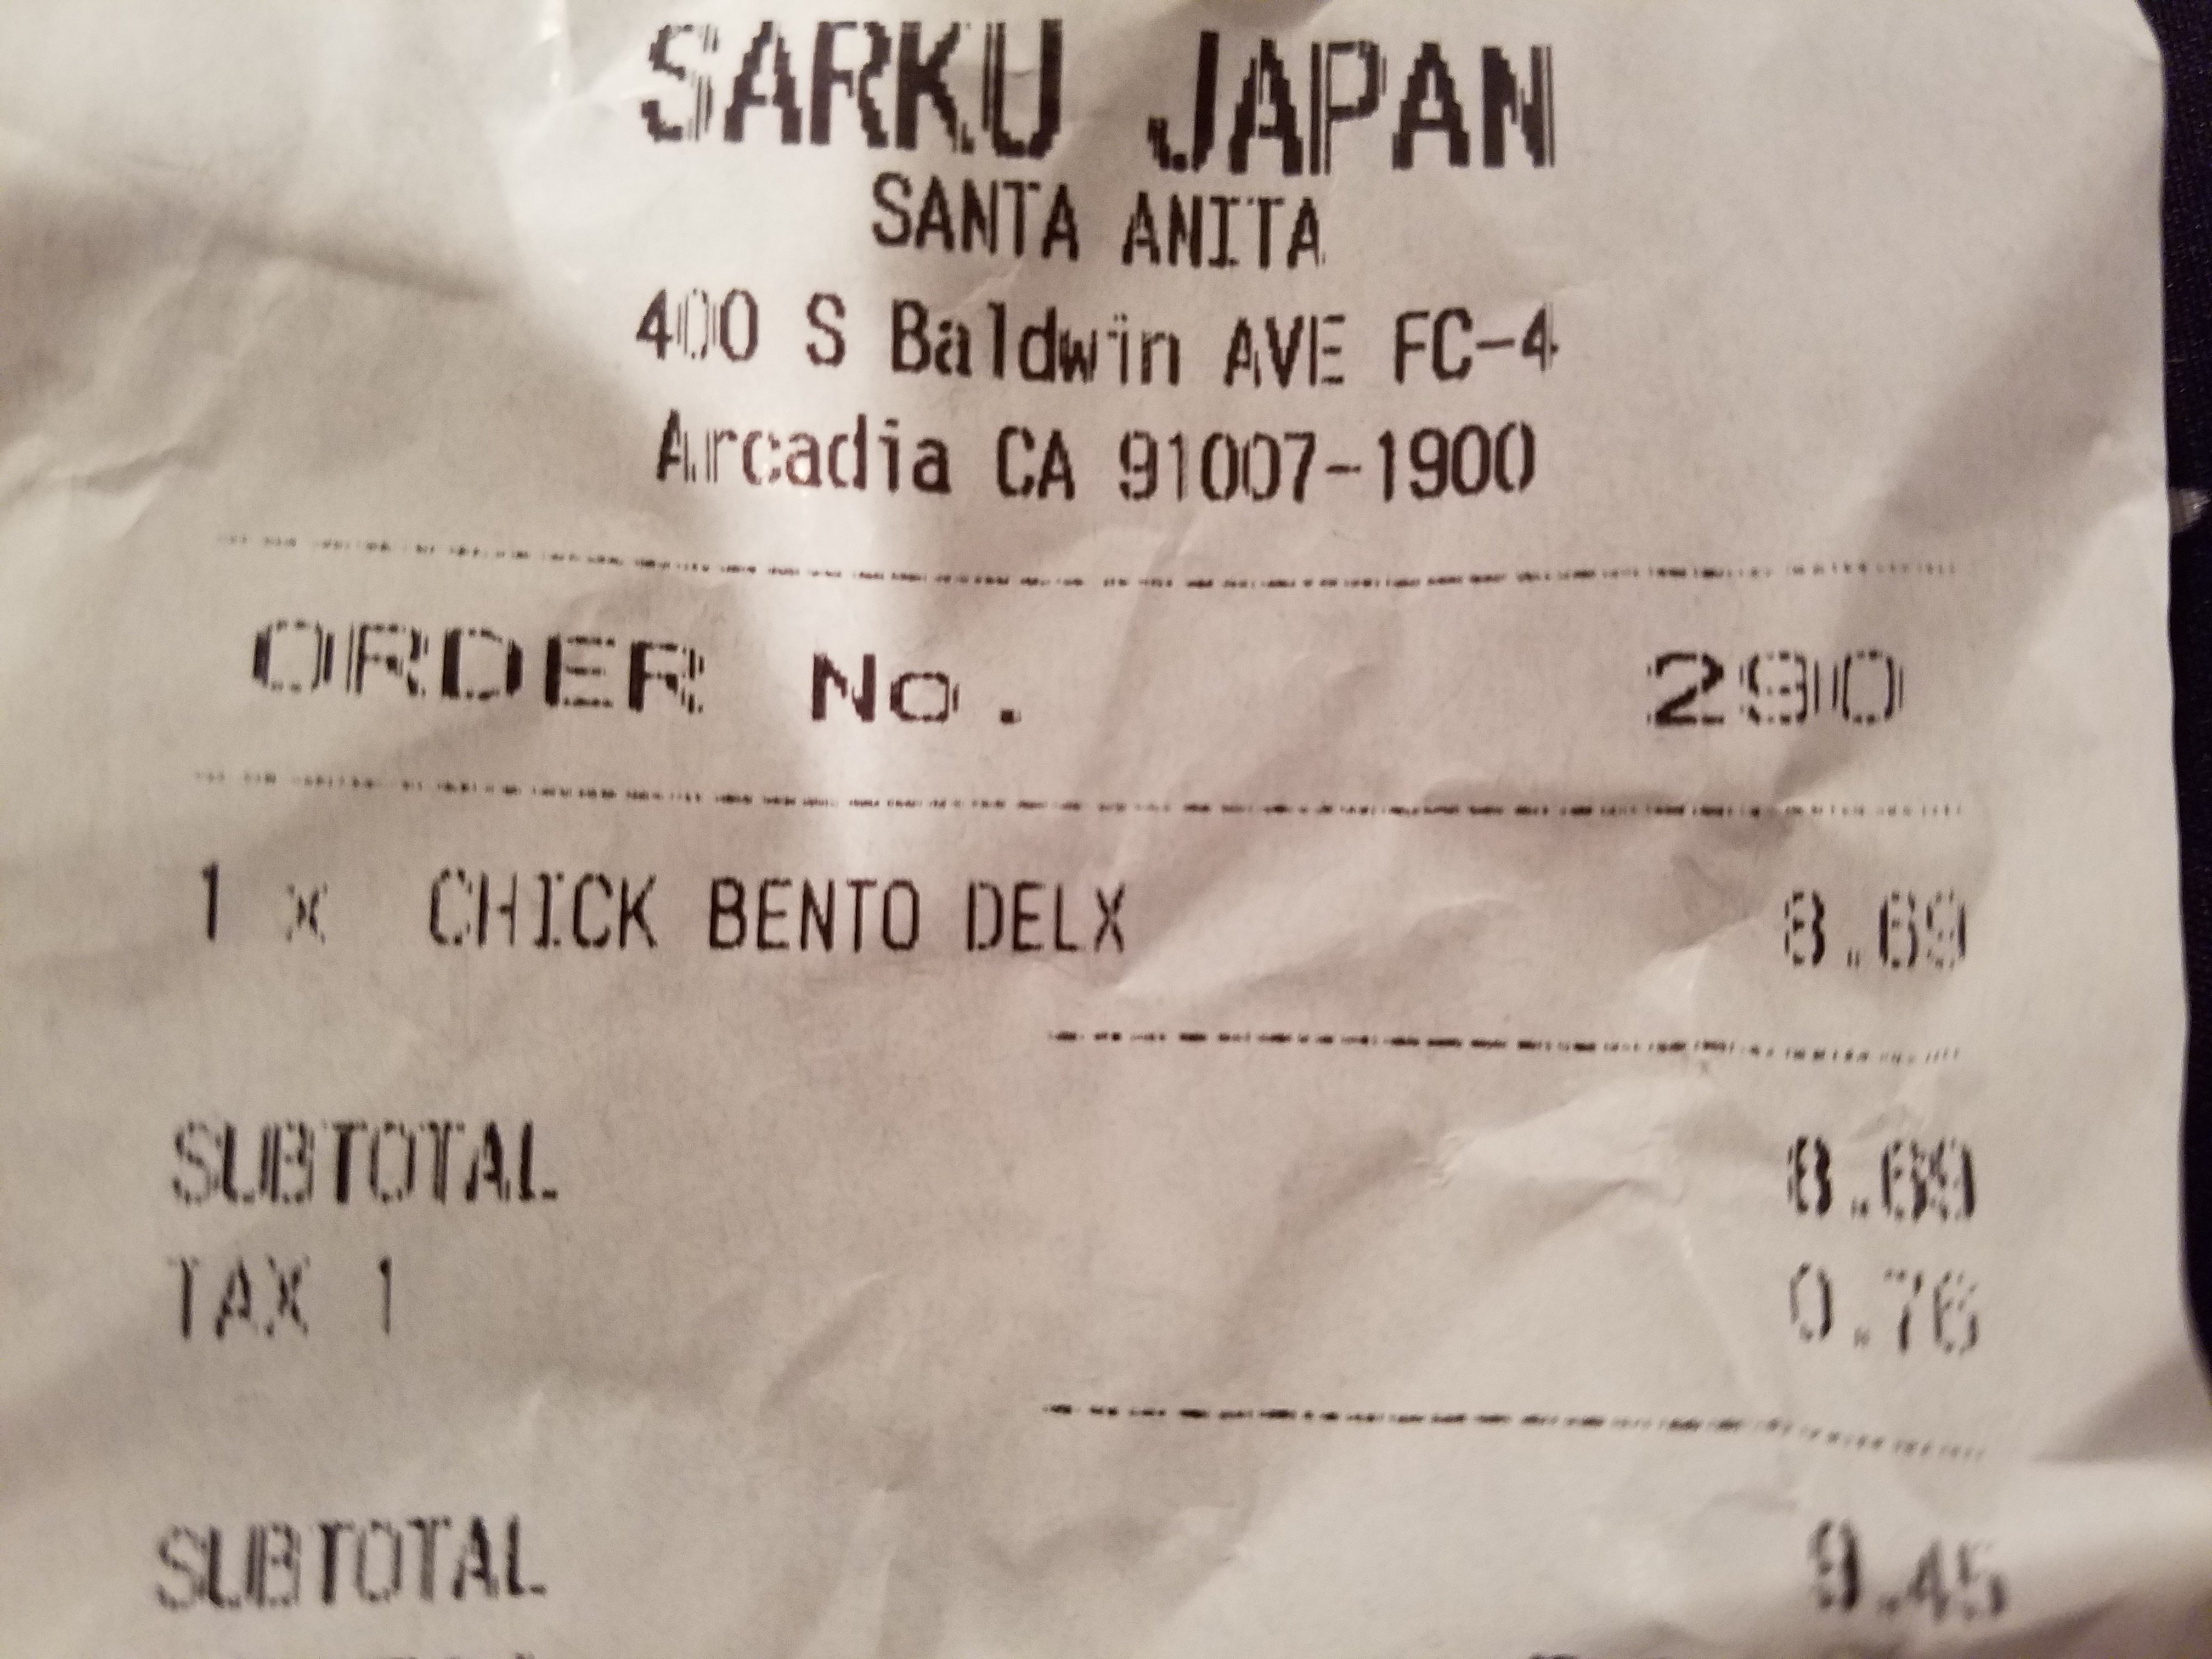 SARKU JAPAN
SANTA ANITA
400 S Baldwin AVE FC-4
Arcadia CA 91007-1900
ORDER No. 290
1 x CHICK BENTO DELX 8.69
SUBTOTAL 8.69
TAX 1 0.76
SUBTOTAL 9.45